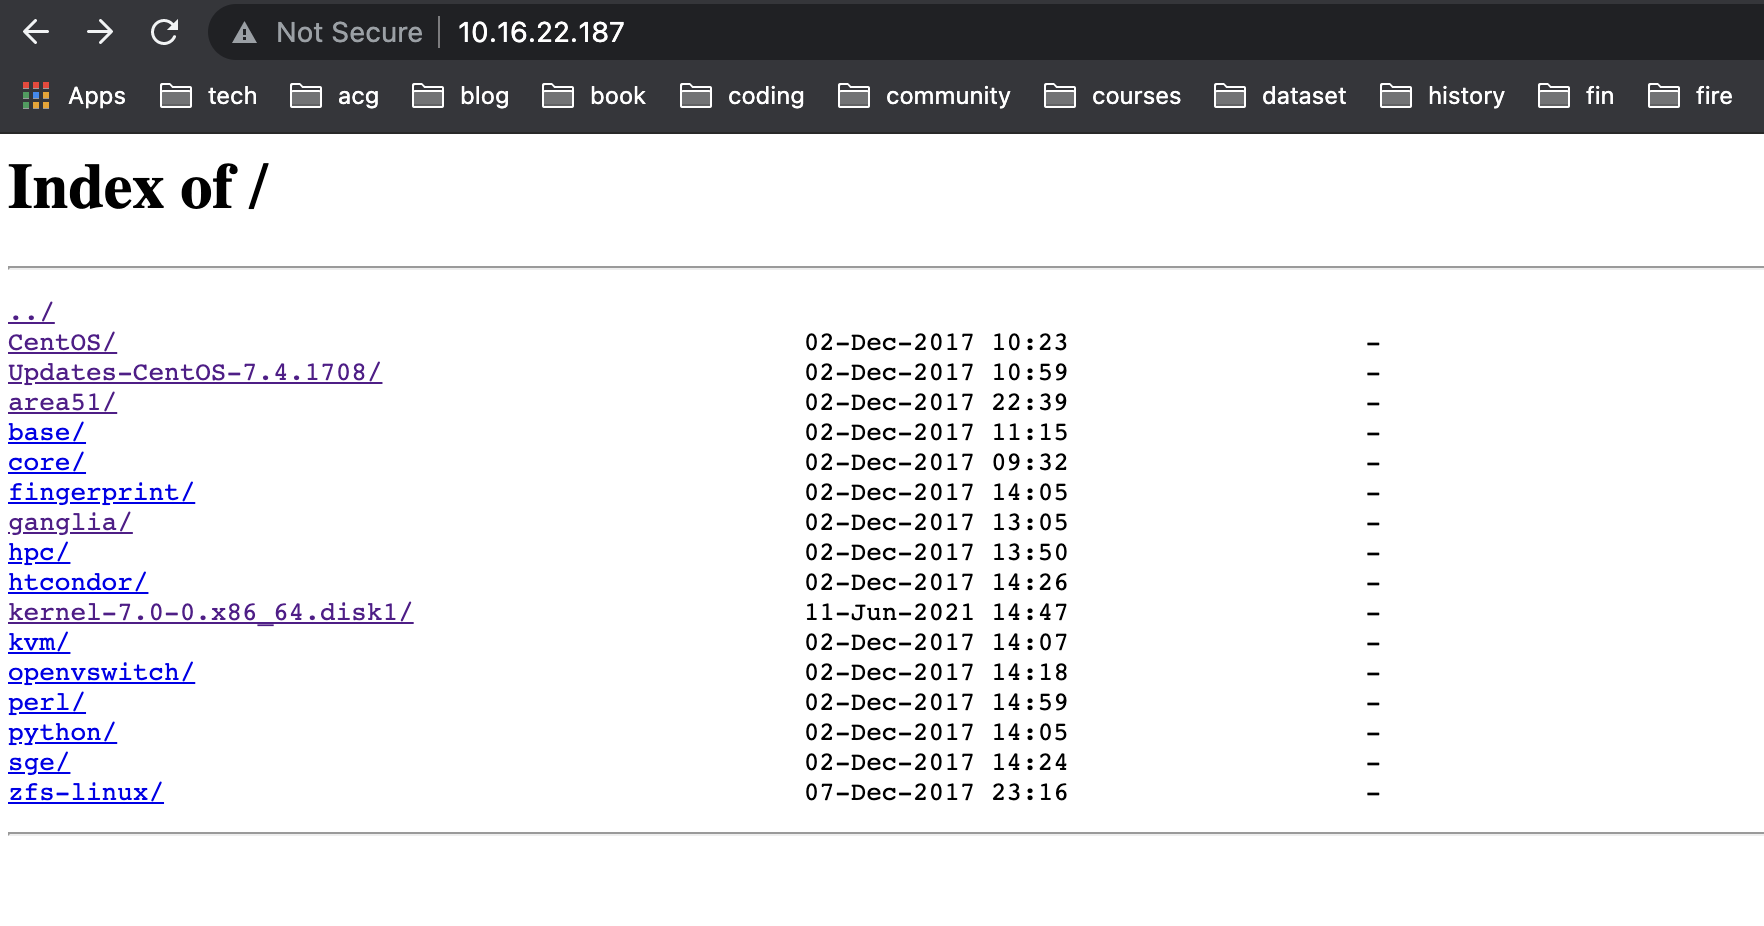 Not Secure 10.16.22.187
Apps tech acg blog book coding community courses dataset history fin fire
Index of /
../
CentOS/ 02-Dec-2017 10:23 -
Updates-CentOS-7.4.1708/ 02-Dec-2017 10:59 -
area51/ 02-Dec-2017 22:39 -
base/ 02-Dec-2017 11:15 -
core/ 02-Dec-2017 09:32 -
fingerprint/ 02-Dec-2017 14:05 -
ganglia/ 02-Dec-2017 13:05 -
hpc/ 02-Dec-2017 13:50 -
htcondor/ 02-Dec-2017 14:26 -
kernel-7.0-0.x86_64.disk1/ 11-Jun-2021 14:47 -
kvm/ 02-Dec-2017 14:07 -
openvswitch/ 02-Dec-2017 14:18 -
perl/ 02-Dec-2017 14:59 -
python/ 02-Dec-2017 14:05 -
sge/ 02-Dec-2017 14:24 -
zfs-linux/ 07-Dec-2017 23:16 -